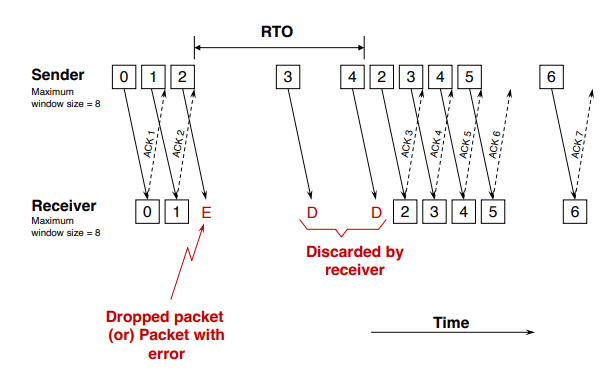 RTO
Sender
Maximum
window size = 8
0 1 2 3 4 2 3 4 5 6
ACK 1 ACK 2 ACK 3 ACK 4 ACK 5 ACK 6 ACK 7
Receiver
Maximum
window size = 8
0 1 E D D 2 3 4 5 6
Discarded by
receiver
Dropped packet
(or) Packet with
error
Time